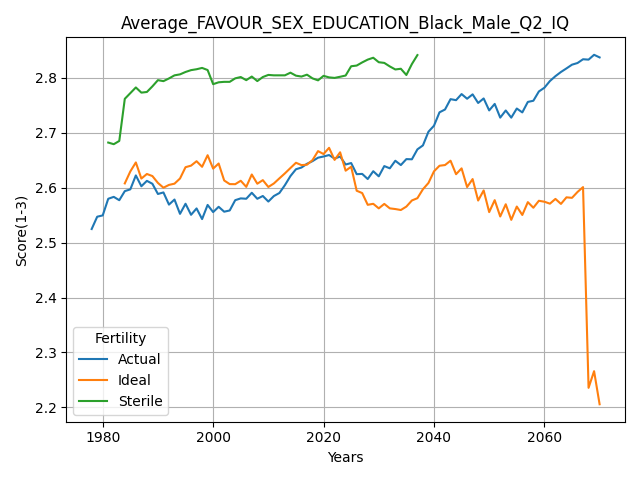 Average_FAVOUR_SEX_EDUCATION_Black_Male_Q2_IQ
Score(1-3)
2.8
2.7
2.6
2.5
2.4
2.3
2.2
Fertility
Actual
Ideal
Sterile
1980 2000 2020 2040 2060
Years